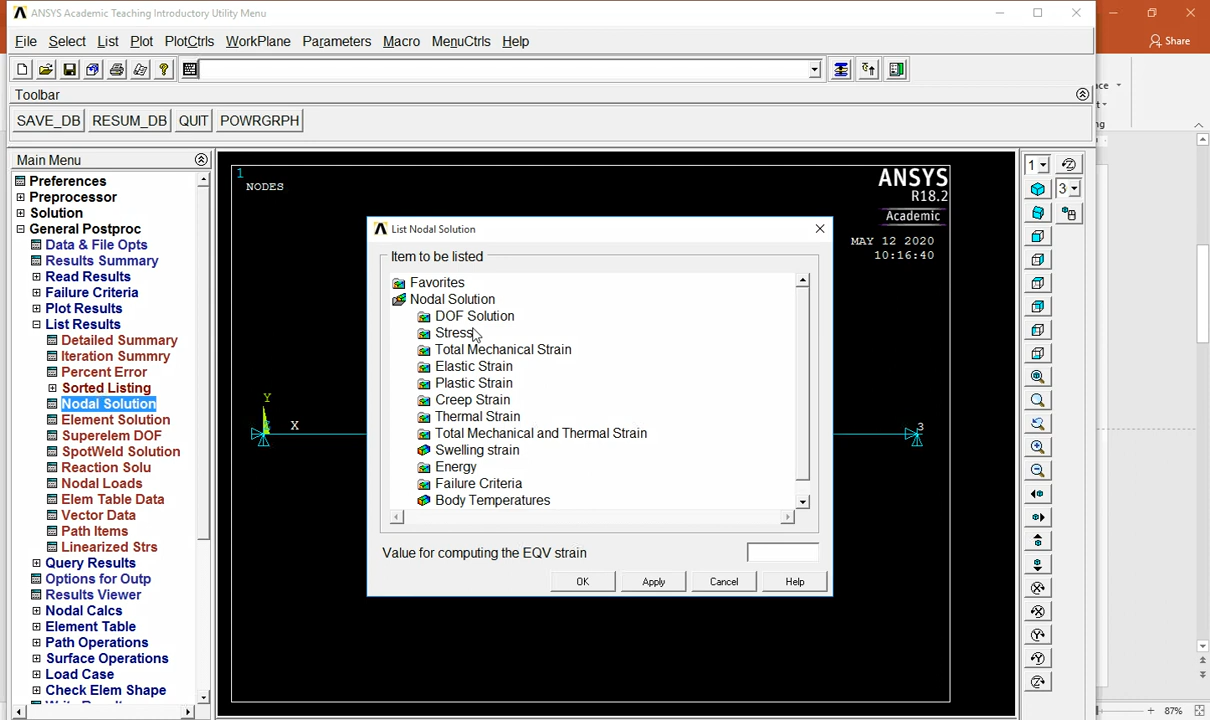 ANSYS Academic Teaching Introductory Utility Menu
Share
File Select List Plot PlotCtrls WorkPlane Parameters Macro MenuCtrls Help
Toolbar
SAVE_DB RESUM_DB QUIT POWRGRPH
Main Menu
Preferences
Preprocessor
Solution
General Postproc
Data & File Opts
Results Summary
Read Results
Failure Criteria
Plot Results
List Results
Detailed Summary
Iteration Summry
Percent Error
Sorted Listing
Nodal Solution
Element Solution
Superelem DOF
SpotWeld Solution
Reaction Solu
Nodal Loads
Elem Table Data
Vector Data
Path Items
Linearized Strs
Query Results
Options for Outp
Results Viewer
Nodal Calcs
Element Table
Path Operations
Surface Operations
Load Case
Check Elem Shape
1
NODES
ANSYS
R18.2
Academic
MAY 12 2020
10:16:40
Y
X
3
List Nodal Solution
Item to be listed
Favorites
Nodal Solution
DOF Solution
Stress
Total Mechanical Strain
Elastic Strain
Plastic Strain
Creep Strain
Thermal Strain
Total Mechanical and Thermal Strain
Swelling strain
Energy
Failure Criteria
Body Temperatures
Value for computing the EQV strain
OK Apply Cancel Help
1
3
87%